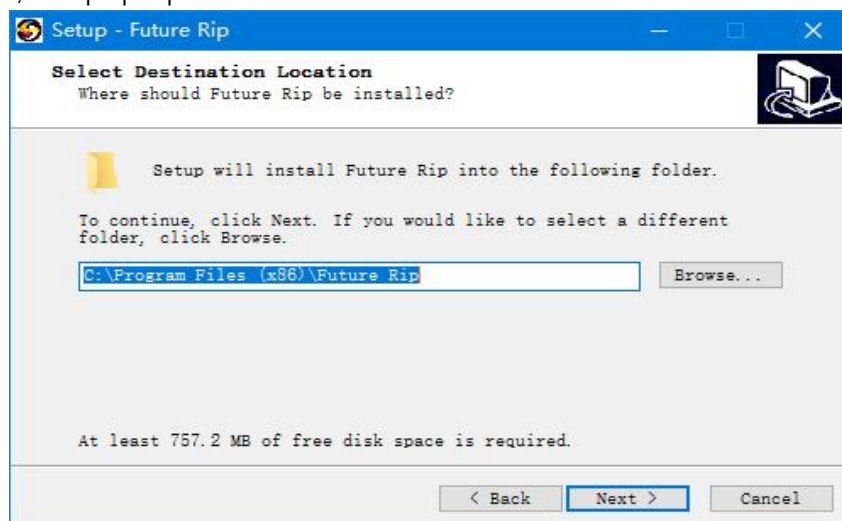 Setup - Future Rip
Select Destination Location
Where should Future Rip be installed?
Setup will install Future Rip into the following folder.
To continue, click Next. If you would like to select a different
folder, click Browse.
C:\Program Files (x86)\Future Rip
Browse...
At least 757.2 MB of free disk space is required.
< Back
Next >
Cancel